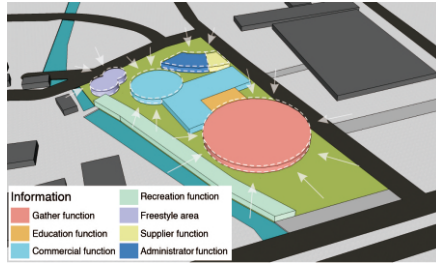 Information
Gather function
Education function
Commercial function
Recreation function
Freestyle area
Supplier function
Administrator function